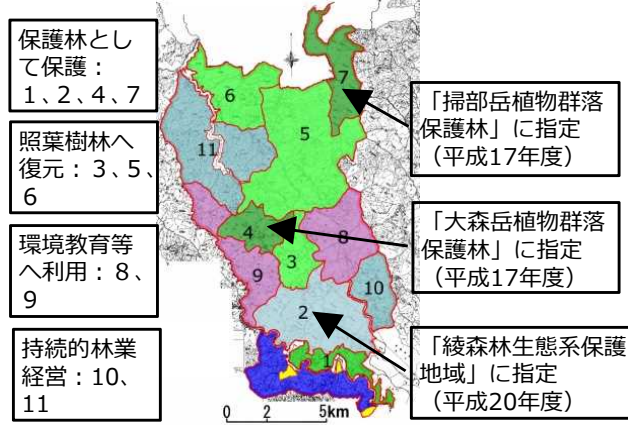 保護林とし
て保護：
1、2、4、7
照葉樹林へ
復元：3、5、
6
環境教育等
へ利用：8、
9
持続的林業
経営：10、
11
7
6
5
11
4
8
3
9
10
2
1
0 2 5km
「掃部岳植物群落
保護林」に指定
（平成17年度）
「大森岳植物群落
保護林」に指定
（平成17年度）
「綾森林生態系保護
地域」に指定
（平成20年度）